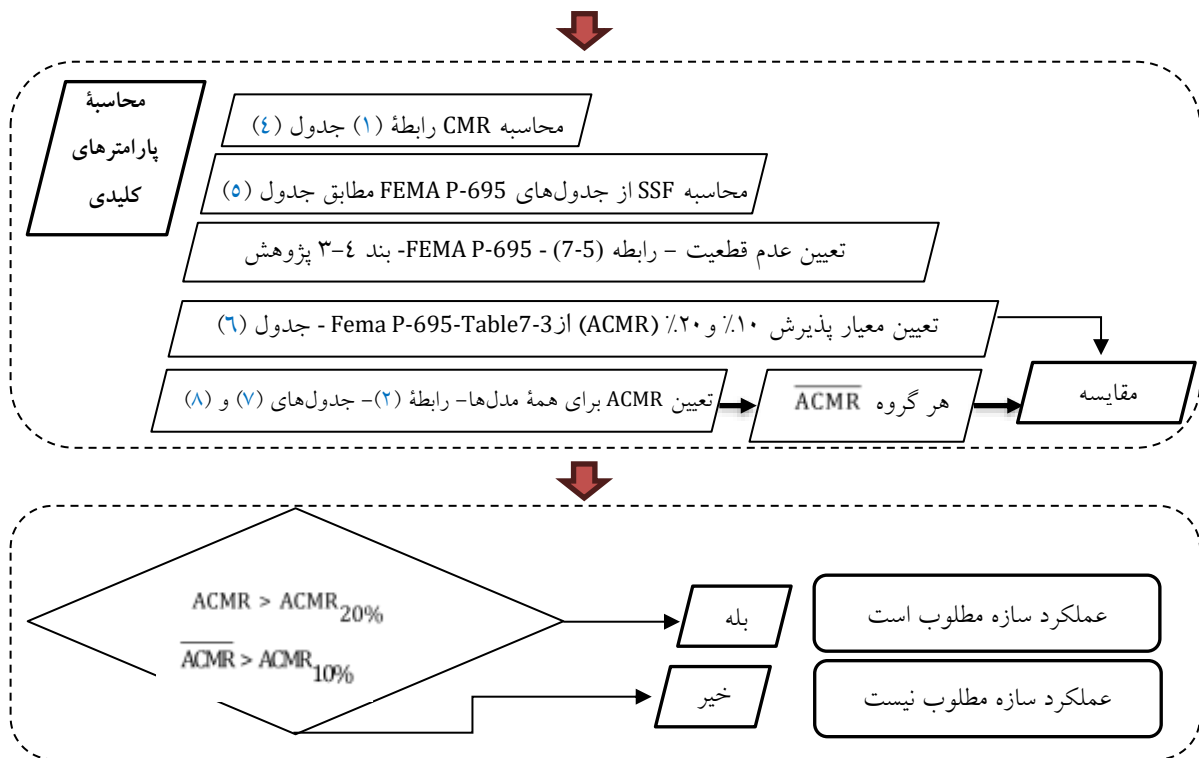 محاسبهٔ
پارامترهای
کلیدی
محاسبه CMR رابطهٔ (۱) جدول (٤)
محاسبه SSF از جدول‌های FEMA P-695 مطابق جدول (٥)
تعیین عدم قطعیت – رابطه (7-5) - FEMA P-695- بند ٤–۳ پژوهش
تعیین معیار پذیرش ۱۰٪ و ۲۰٪ (ACMR) از Fema P-695-Table7-3 - جدول (٦)
تعیین ACMR برای همهٔ مدل‌ها– رابطهٔ (۲)– جدول‌های (۷) و (۸)
هر گروه ACMR
مقایسه
ACMR > ACMR20%
ACMR > ACMR10%
بله
عملکرد سازه مطلوب است
خیر
عملکرد سازه مطلوب نیست